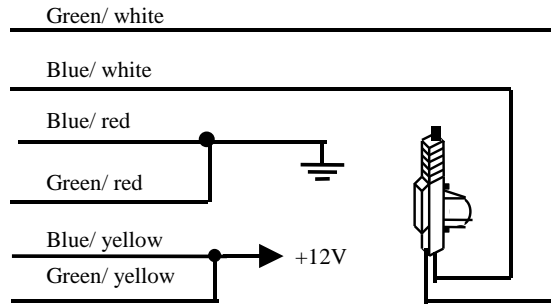 Green/ white
Blue/ white
Blue/ red
Green/ red
Blue/ yellow
+12V
Green/ yellow